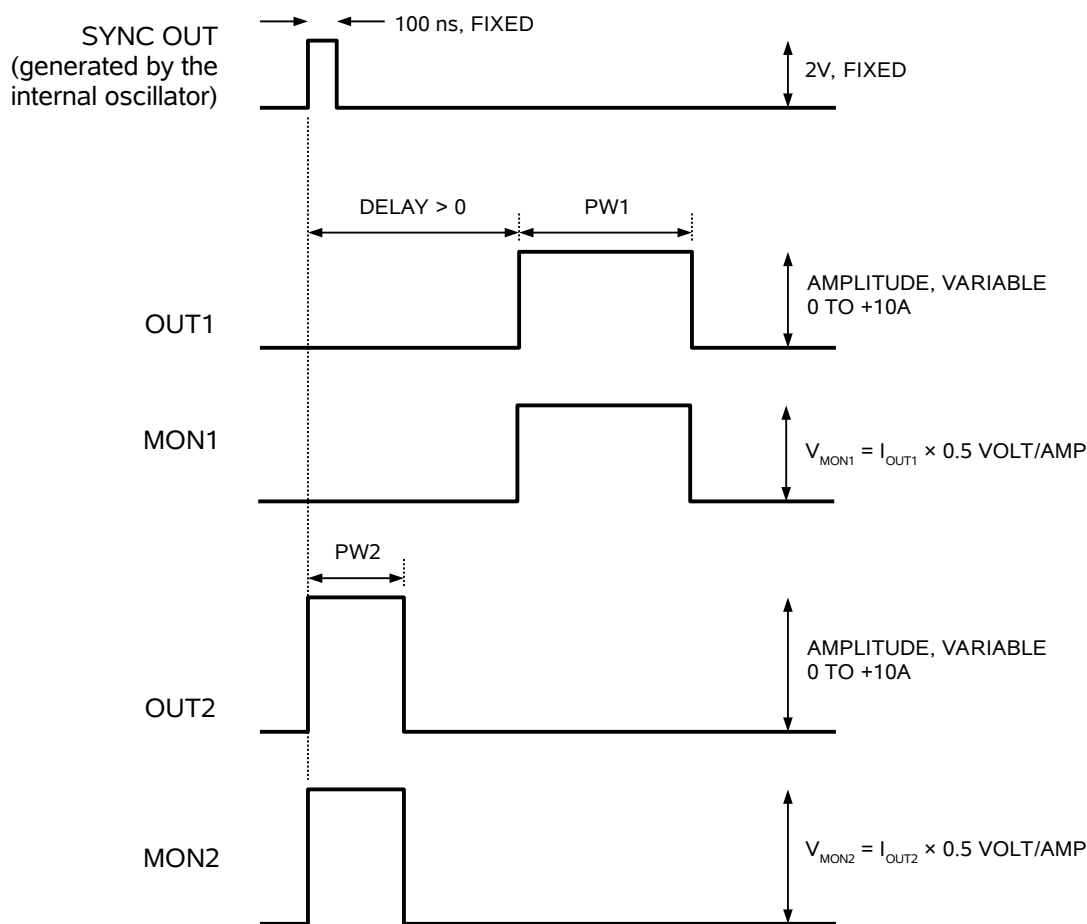 100 ns, FIXED
SYNC OUT
(generated by the
internal oscillator)
2V, FIXED
DELAY > 0
PW1
AMPLITUDE, VARIABLE
0 TO +10A
OUT1
MON1
V_MON1 = I_OUT1 × 0.5 VOLT/AMP
PW2
AMPLITUDE, VARIABLE
0 TO +10A
OUT2
V_MON2 = I_OUT2 × 0.5 VOLT/AMP
MON2